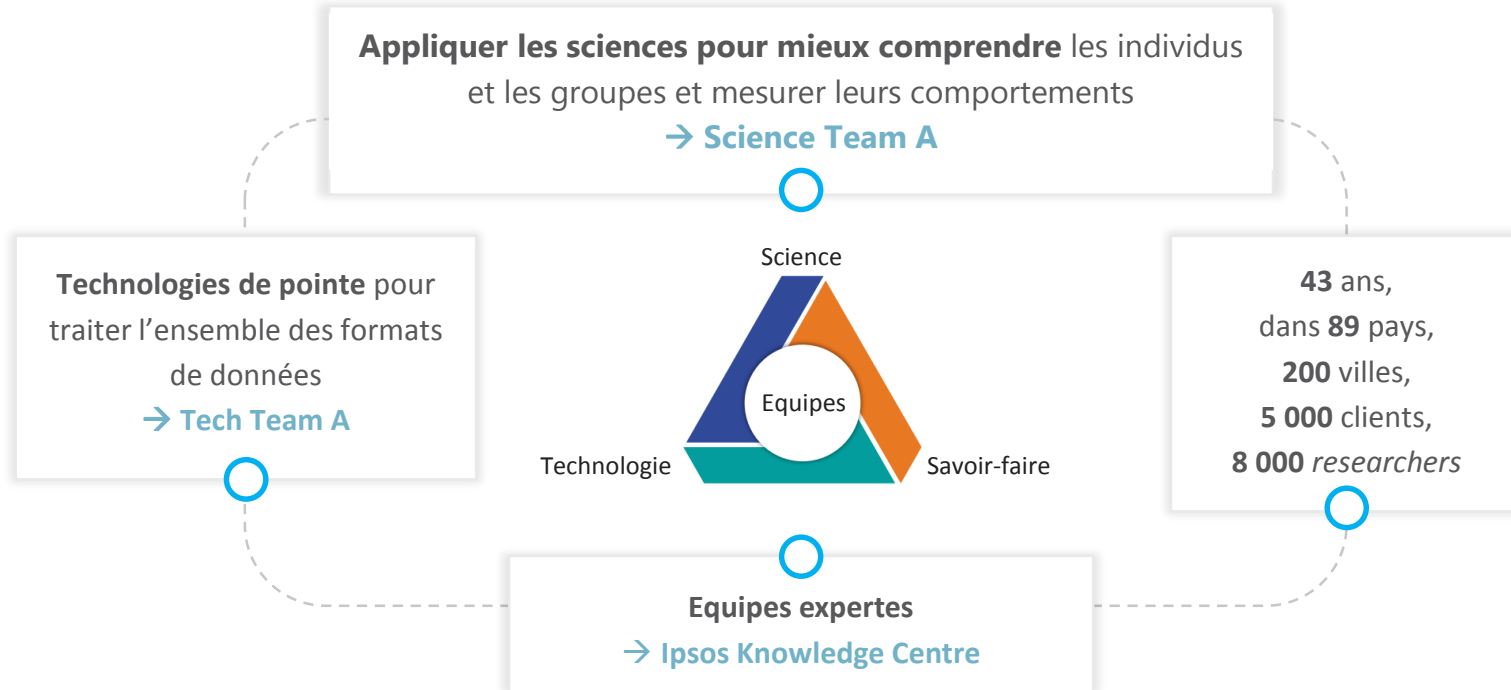 Appliquer les sciences pour mieux comprendre les individus
et les groupes et mesurer leurs comportements
→ Science Team A
Technologies de pointe pour
traiter l’ensemble des formats
de données
→ Tech Team A
Science
Equipes
Technologie
Savoir-faire
43 ans,
dans 89 pays,
200 villes,
5 000 clients,
8 000 researchers
Equipes expertes
→ Ipsos Knowledge Centre